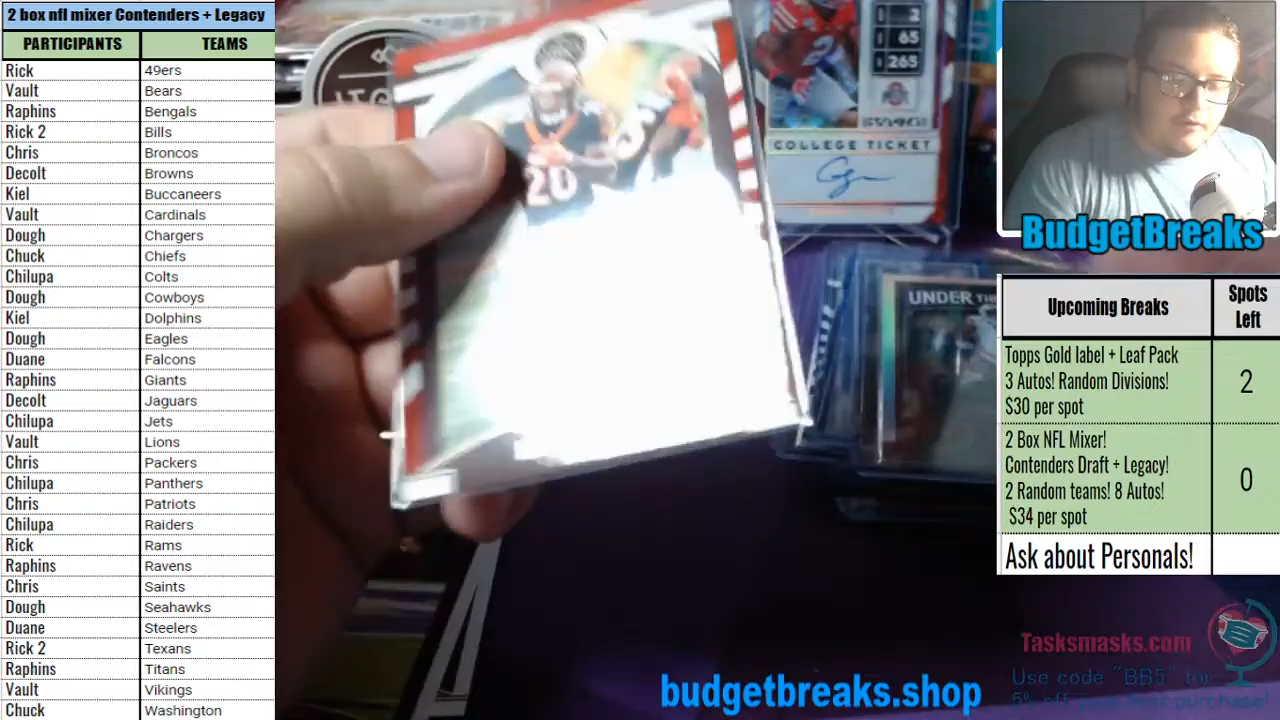 2 box nfl mixer Contenders + Legacy
PARTICIPANTS TEAMS
Rick 49ers
Vault Bears
Raphins Bengals
Rick 2 Bills
Chris Broncos
Decolt Browns
Kiel Buccaneers
Vault Cardinals
Dough Chargers
Chuck Chiefs
Chilupa Colts
Dough Cowboys
Kiel Dolphins
Dough Eagles
Duane Falcons
Raphins Giants
Decolt Jaguars
Chilupa Jets
Vault Lions
Chris Packers
Chilupa Panthers
Chris Patriots
Chilupa Raiders
Rick Rams
Raphins Ravens
Chris Saints
Dough Seahawks
Duane Steelers
Rick 2 Texans
Raphins Titans
Vault Vikings
Chuck Washington
20
2
65
265
COLLEGE TICKET
UNDER
BudgetBreaks
Upcoming Breaks
Spots
Left
Topps Gold label + Leaf Pack
3 Autos! Random Divisions!
$30 per spot
2
2 Box NFL Mixer!
Contenders Draft + Legacy!
2 Random teams! 8 Autos!
$34 per spot
0
Ask about Personals!
Tasksmasks.com
Use code "BB5" for
5% off your next purchase!
budgetbreaks.shop